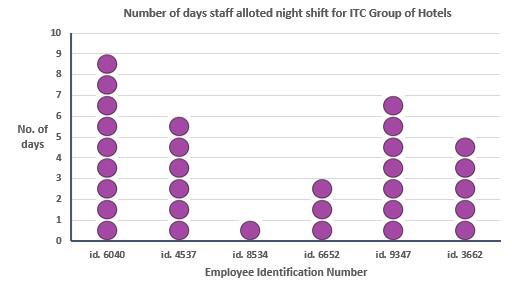 Number of days staff alloted night shift for ITC Group of Hotels
10
9
8
7
6
5
4
3
2
1
0
No. of
days
id. 6040 id. 4537 id. 8534 id. 6652 id. 9347 id. 3662
Employee Identification Number